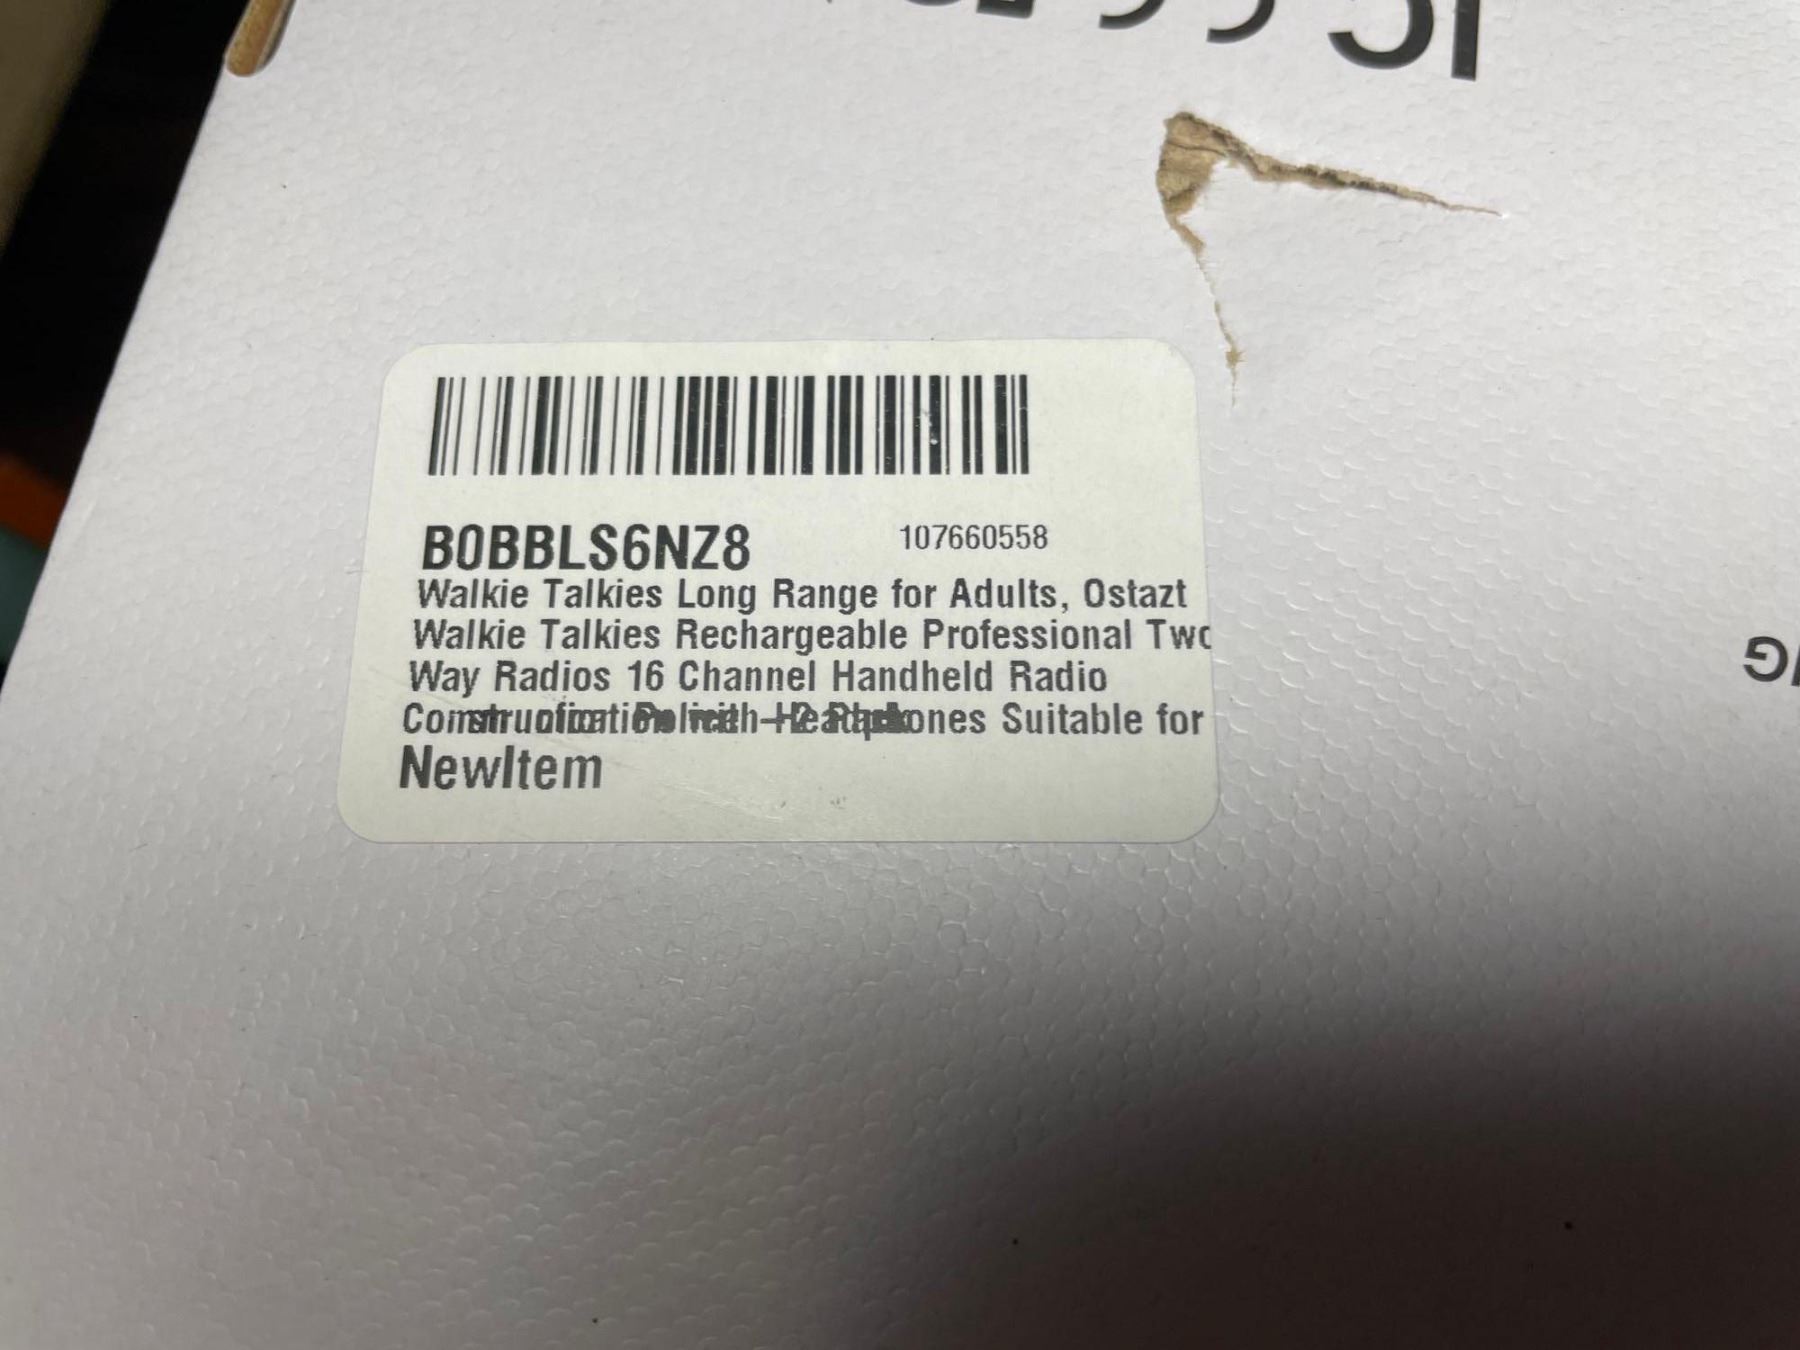 B0BBLS6NZ8 107660558
Walkie Talkies Long Range for Adults, Ostazt
Walkie Talkies Rechargeable Professional Two
Way Radios 16 Channel Handheld Radio
Suitable for
NewItem